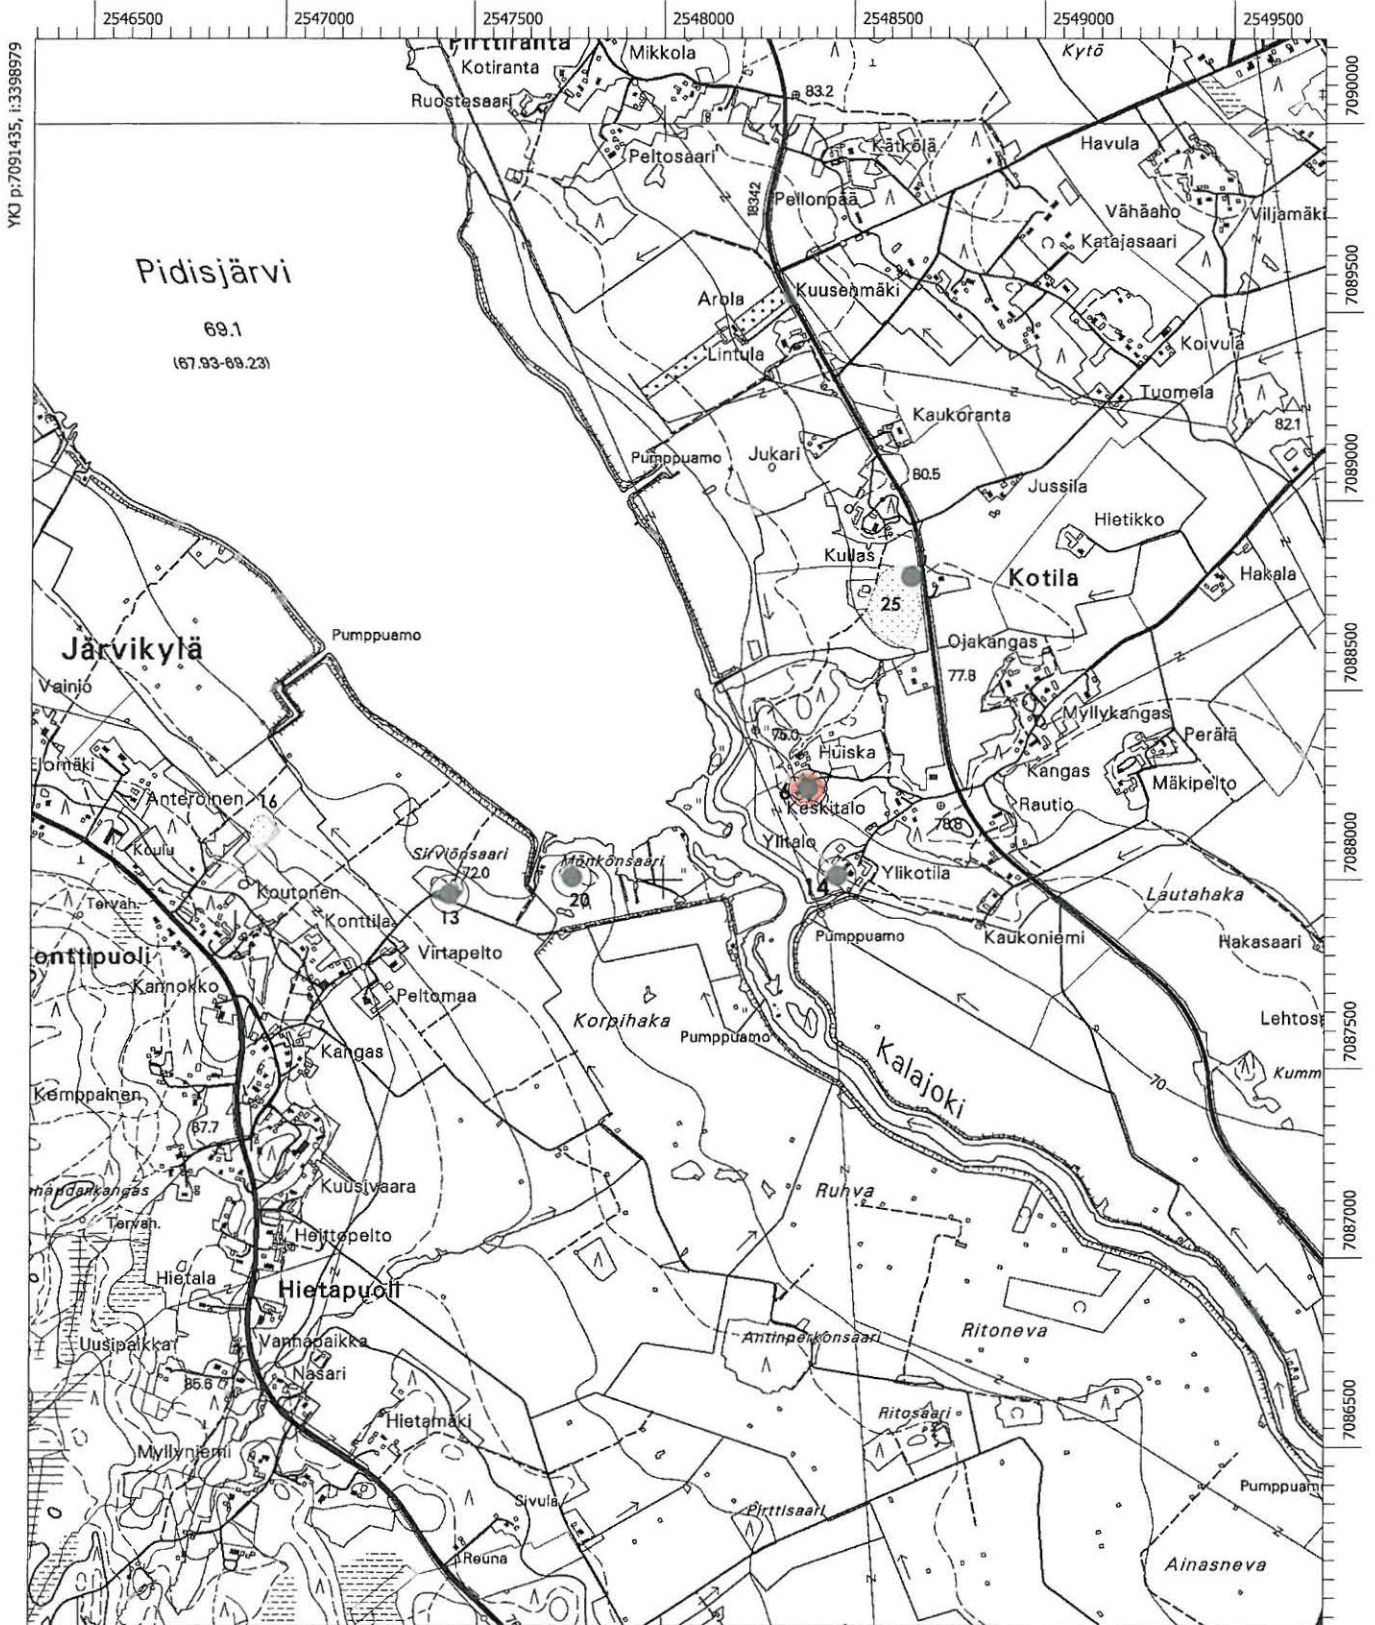 2546500 2547000 2547500 2548000 2548500 2549000 2549500
YKJ p:7091435, i:3398979
Pirttiranta
Mikkola
Kytö
Kotiranta
7090000
Ruostesaari
83.2
Peltosaari
Kätkölä
Havula
18342
Pellonpää
Vähäaho
Viljamäki
Katajasaari
Pidisjärvi
7089500
Kuusenmäki
Arola
69.1
Koivula
Lintula
(67.93-69.23)
Tuomela
Kaukoranta
82.1
Jukari
Pumppuamo
80.5
7089000
Jussila
Hietikko
Kullas
Kotila
Hakala
25
Pumppuamo
Ojakangas
7088500
Järvikylä
77.8
Vainio
Myllykangas
75.0
Perälä
Huiska
Elomäki
Kangas
Mäkipelto
Anteroinen
16
6
Keskitalo
Rautio
78.8
Koulu
Ylitalo
7088000
Sirviönsaari
72.0
Mönkönsaari
Ylikotila
14
Koutonen
20
Lautahaka
Tervah.
13
Konttila
Pumppuamo
Kaukoniemi
Hakasaari
onttipuoli
Virtapelto
Kannokko
Peltomaa
Korpihaka
Pumppuamo
Lehtos
7087500
Kangas
Kalajoki
Kumm
Kemppainen
70
87.7
Kuusivaara
Ruhva
7087000
Tervah.
Heittopelto
Hietala
Hietapuoli
Uusipaikka
Vanhapaikka
Antinperkonsaari
Ritoneva
Nasari
85.6
7086500
Hietamäki
Ritosaari
Myllyniemi
Pumppuam
Sivula
Pirttisaari
Reuna
Ainasneva